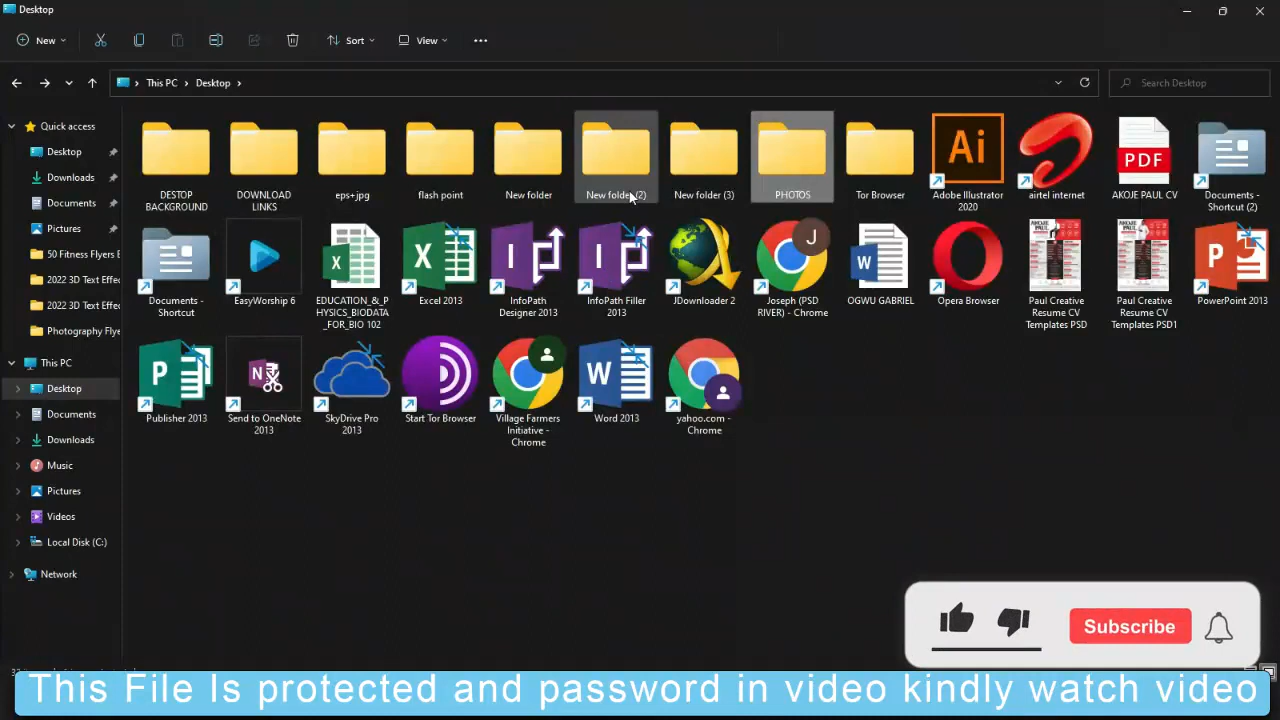 Desktop
New
Sort
View
This PC
Desktop
Search Desktop
Quick access
Desktop
Downloads
Documents
Pictures
50 Fitness Flyers E
2022 3D Text Effec
2022 3D Text Effec
Photography Flye
This PC
Desktop
Documents
Downloads
Music
Pictures
Videos
Local Disk (C:)
Network
DESTOP
BACKGROUND
DOWNLOAD
LINKS
eps+jpg
flash point
New folder
New folder (2)
New folder (3)
PHOTOS
Tor Browser
Ai
Adobe Illustrator
2020
airtel internet
PDF
AKOJE PAUL CV
Documents -
Shortcut (2)
Documents -
Shortcut
EasyWorship 6
X
EDUCATION_&_P
HYSICS_BIODATA
_FOR_BIO 102
X
Excel 2013
I
InfoPath
Designer 2013
I
InfoPath Filler
2013
JDownloader 2
J
Joseph (PSD
RIVER) - Chrome
W
OGWU GABRIEL
Opera Browser
Paul Creative
Resume CV
Templates PSD
Paul Creative
Resume CV
Templates PSD1
P
PowerPoint 2013
P
Publisher 2013
N
Send to OneNote
2013
SkyDrive Pro
2013
Start Tor Browser
Village Farmers
Initiative -
Chrome
W
Word 2013
yahoo.com -
Chrome
Subscribe
This File Is protected and password in video kindly watch video